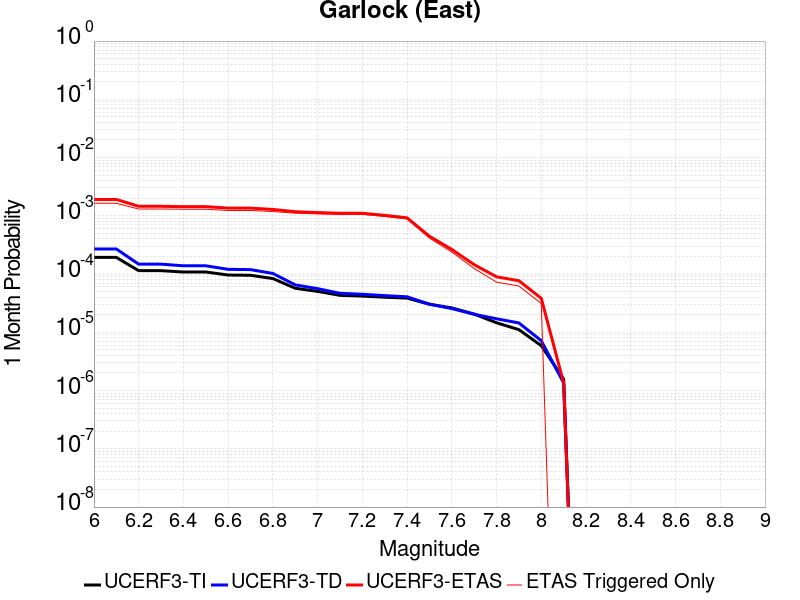 Garlock (East)
10^0
10^-1
10^-2
10^-3
10^-4
10^-5
10^-6
10^-7
10^-8
1 Month Probability
6 6.2 6.4 6.6 6.8 7 7.2 7.4 7.6 7.8 8 8.2 8.4 8.6 8.8 9
Magnitude
UCERF3-TI UCERF3-TD UCERF3-ETAS ETAS Triggered Only